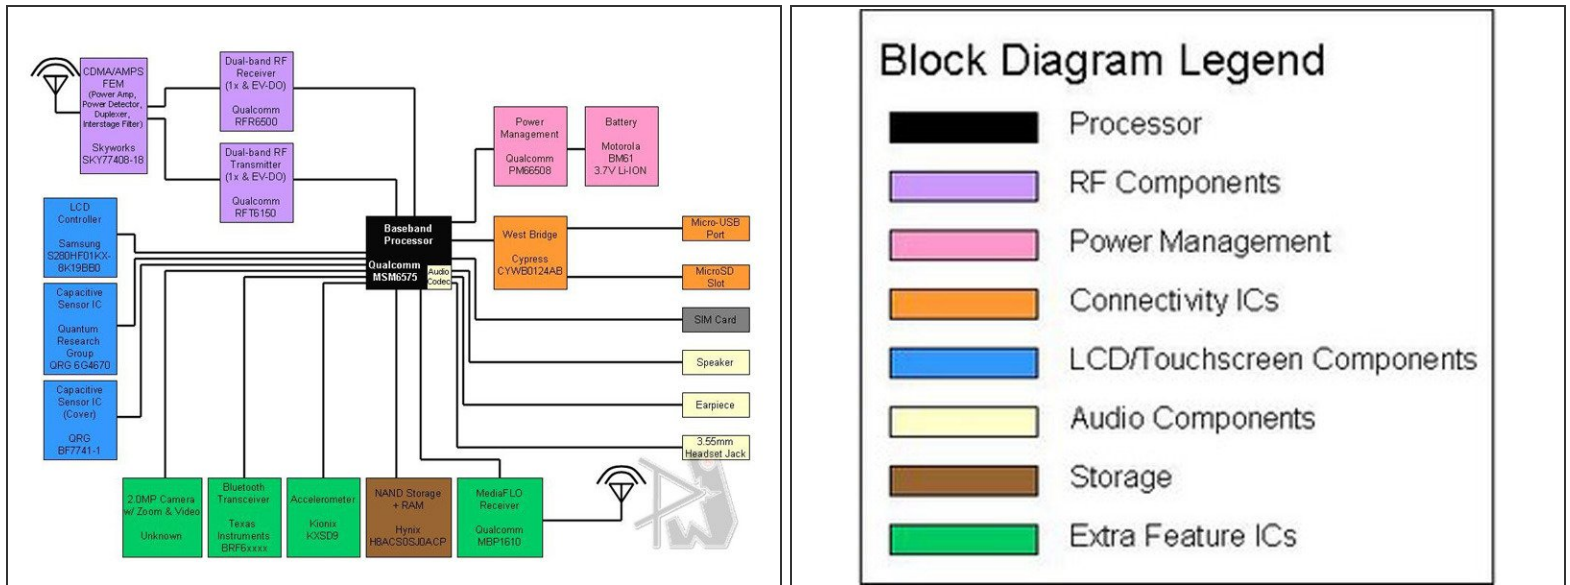 CDMA/AMPS
FEM
(Power Amp,
Power Detector,
Duplexer,
Interstage Filter)
Skyworks
SKY77408-18
Dual-band RF
Receiver
(1x & EV-DO)
Qualcomm
RFR6500
Dual-band RF
Transmitter
(1x & EV-DO)
Qualcomm
RFT6150
Power
Management
Qualcomm
PM66508
Battery
Motorola
BM61
3.7V Li-ION
LCD
Controller
Samsung
S280HF01KX-
8K19BB0
Capacitive
Sensor IC
Quantum
Research
Group
QRG 6G4670
Capacitive
Sensor IC
(Cover)
QRG
BF7741-1
Baseband
Processor
Qualcomm
MSM6575
Audio
Codec
West Bridge
Cypress
CYWB0124AB
Micro-USB
Port
MicroSD
Slot
SIM Card
Speaker
Earpiece
3.55mm
Headset Jack
2.0MP Camera
w/ Zoom & Video
Unknown
Bluetooth
Transceiver
Texas
Instruments
BRF6xxxx
Accelerometer
Kionix
KXSD9
NAND Storage
+ RAM
Hynix
H8ACS0SJ0ACP
MediaFLO
Receiver
Qualcomm
MBP1610
Block Diagram Legend
Processor
RF Components
Power Management
Connectivity ICs
LCD/Touchscreen Components
Audio Components
Storage
Extra Feature ICs